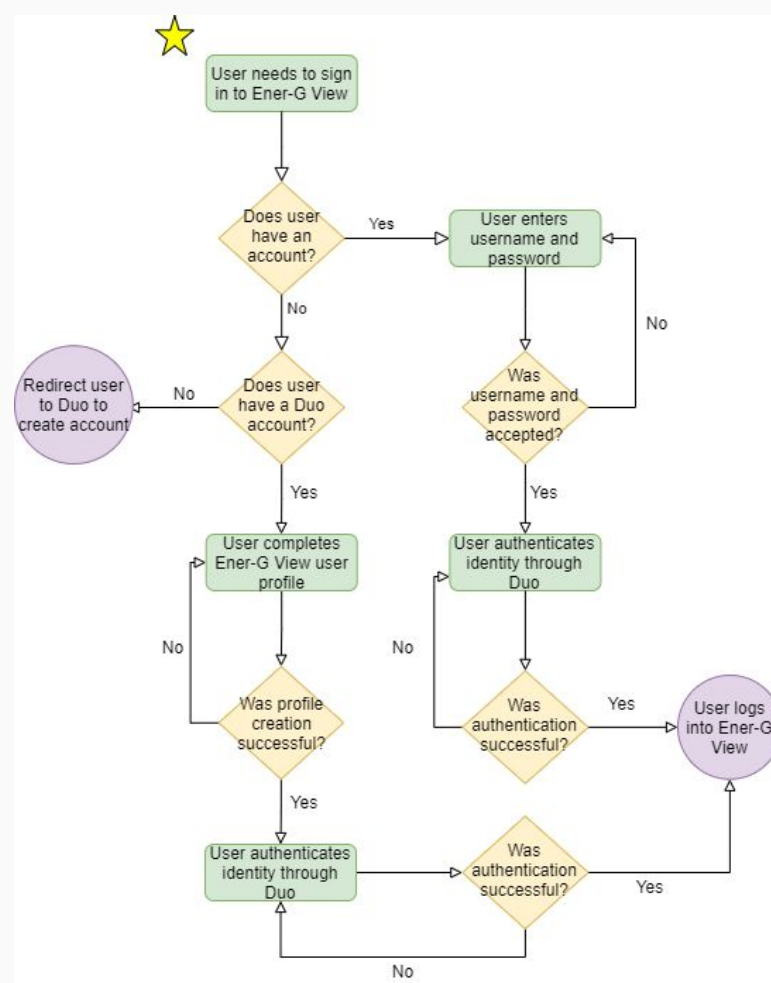 User needs to sign
in to Ener-G View
Does user
have an
account?
Yes
User enters
username and
password
No
No
Redirect user
to Duo to
create account
No
Does user
have a Duo
account?
Was
username and
password
accepted?
Yes
Yes
User completes
Ener-G View user
profile
User authenticates
identity through
Duo
No
No
Was profile
creation
successful?
Was
authentication
successful?
Yes
User logs
into Ener-G
View
Yes
User authenticates
identity through
Duo
Was
authentication
successful?
Yes
No